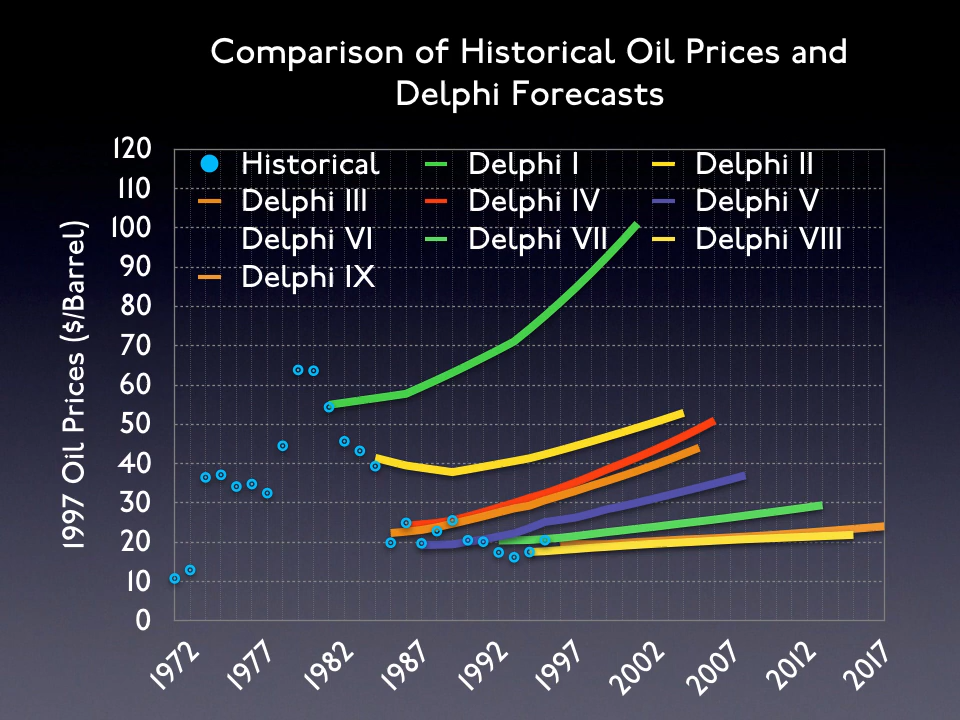 Comparison of Historical Oil Prices and
Delphi Forecasts
1997 Oil Prices ($/Barrel)
120
110
100
90
80
70
60
50
40
30
20
10
0
Historical Delphi I Delphi II
Delphi III Delphi IV Delphi V
Delphi VI Delphi VII Delphi VIII
Delphi IX
1972 1977 1982 1987 1992 1997 2002 2007 2012 2017